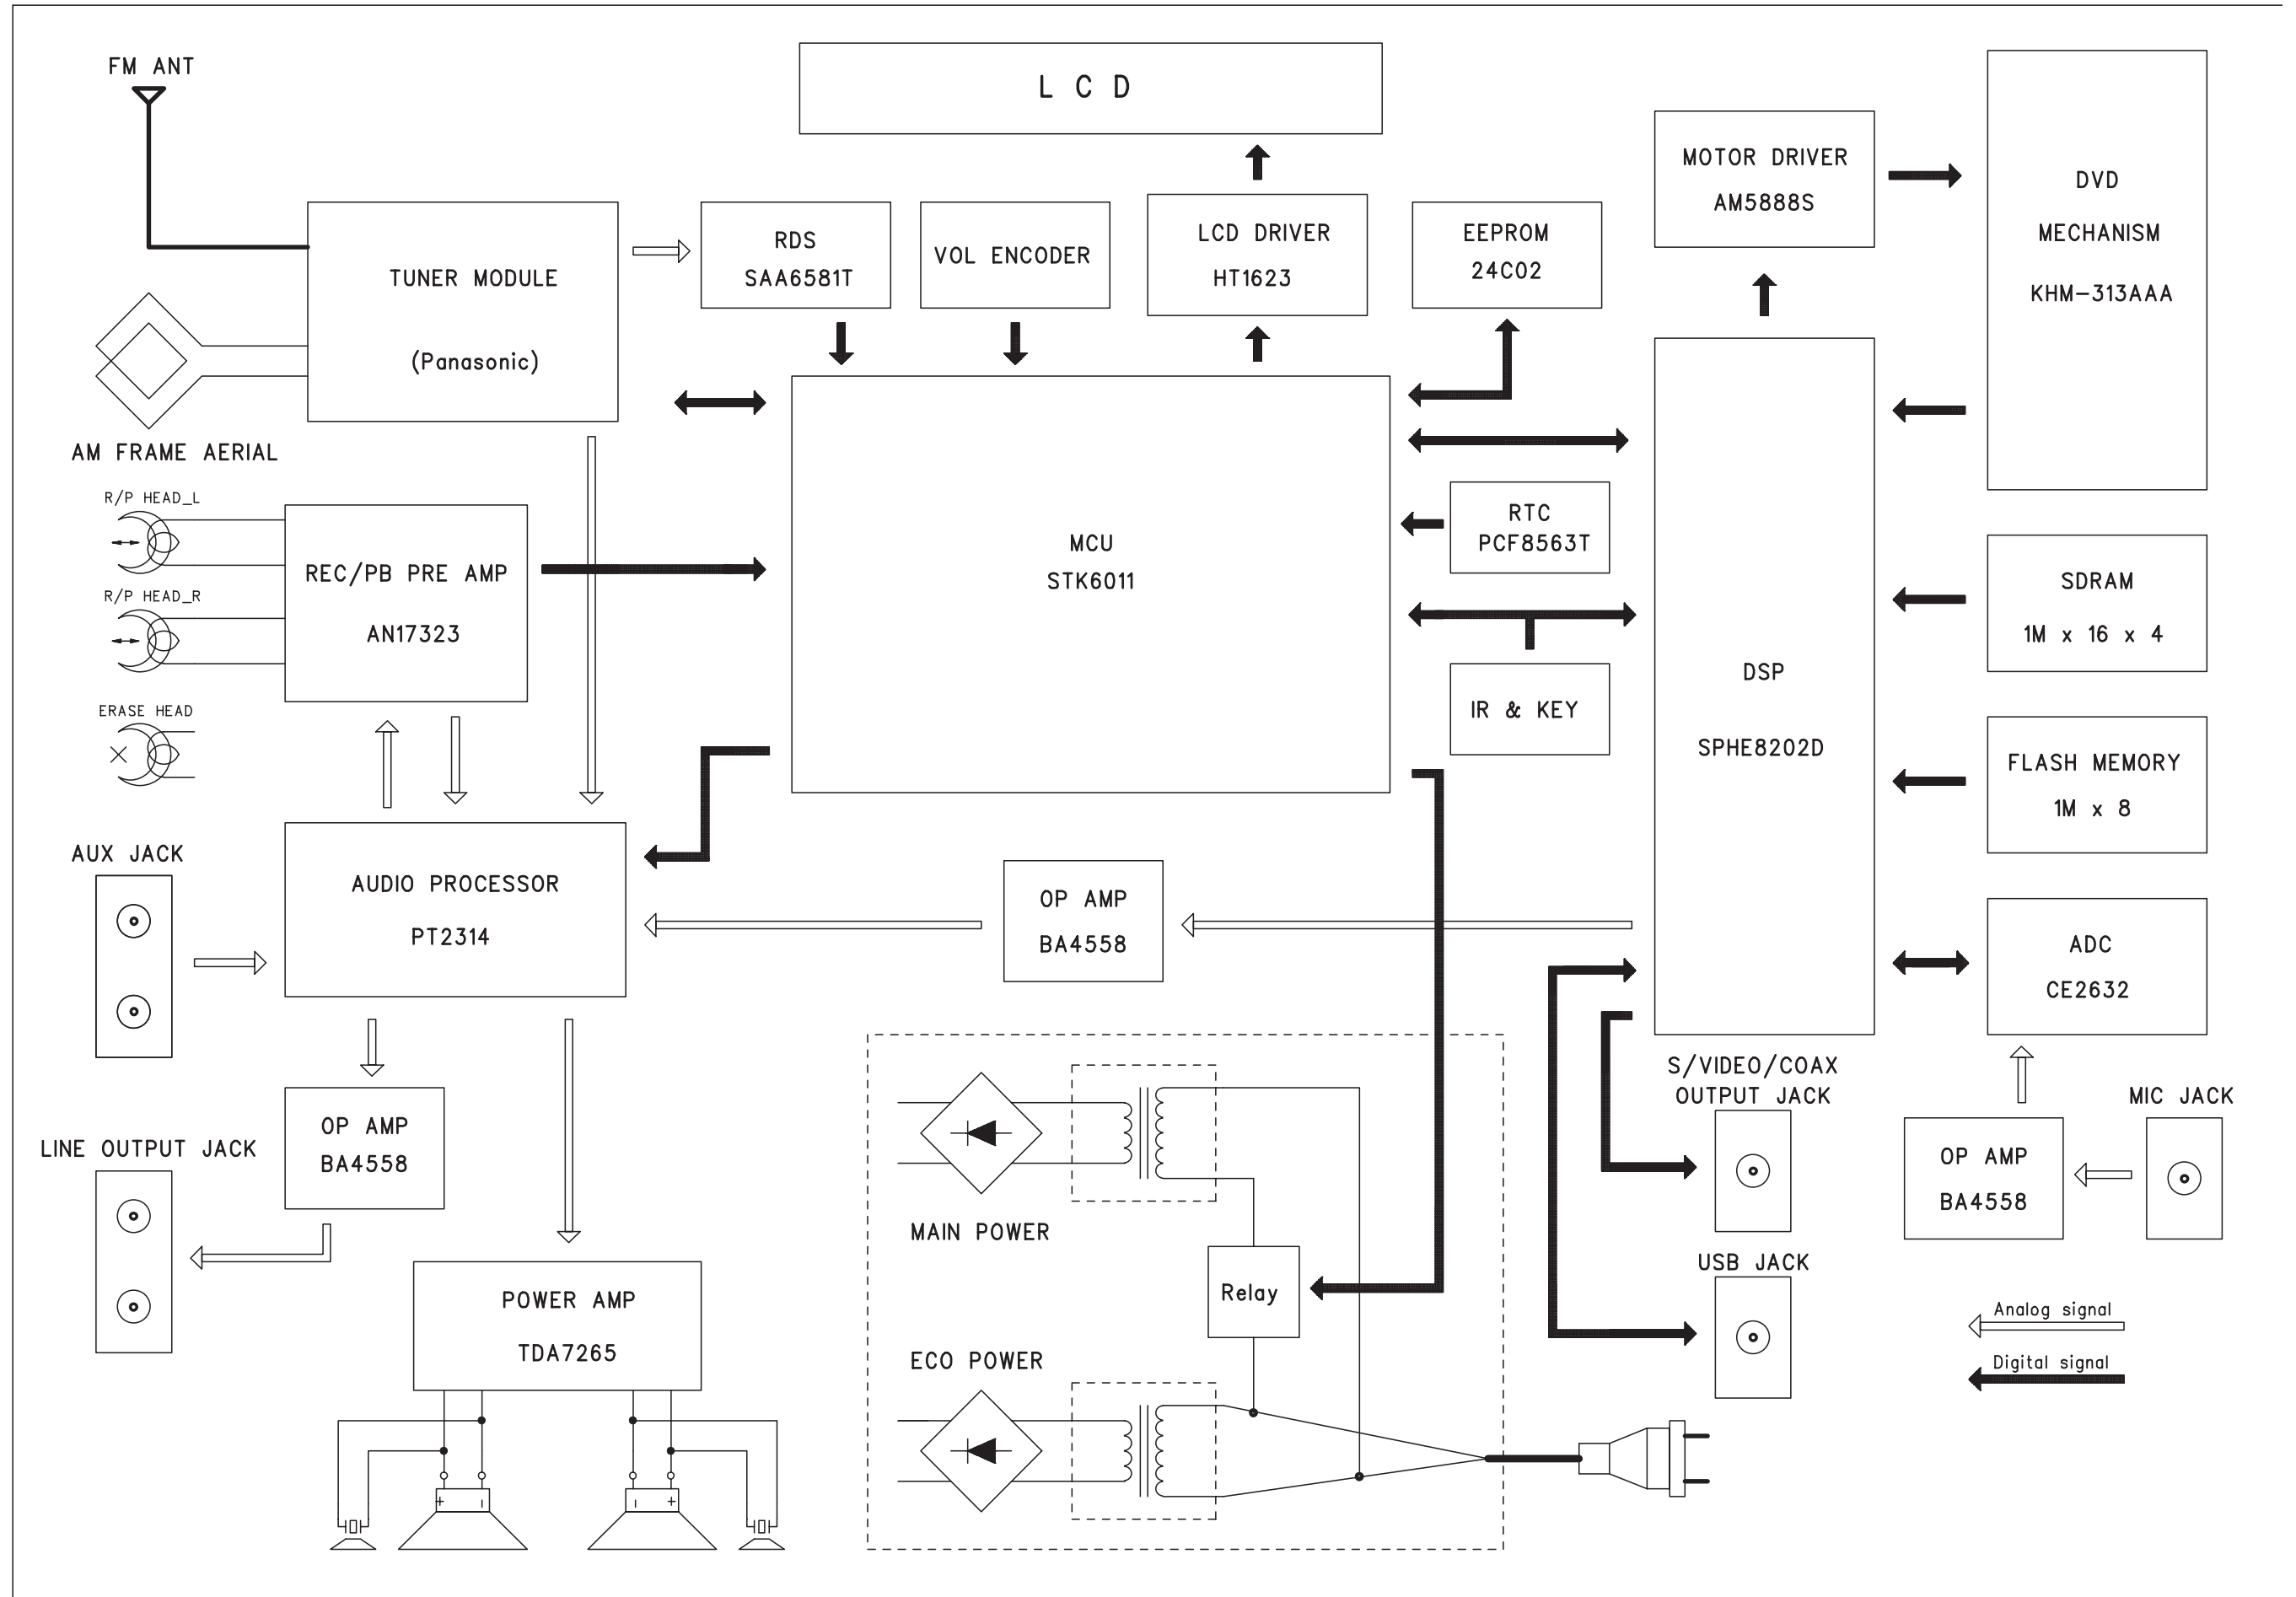 FM ANT
L C D
TUNER MODULE
(Panasonic)
RDS
SAA6581T
VOL ENCODER
LCD DRIVER
HT1623
EEPROM
24C02
MOTOR DRIVER
AM5888S
DVD
MECHANISM
KHM-313AAA
AM FRAME AERIAL
R/P HEAD_L
R/P HEAD_R
ERASE HEAD
REC/PB PRE AMP
AN17323
MCU
STK6011
RTC
PCF8563T
IR & KEY
DSP
SPHE8202D
SDRAM
1M x 16 x 4
FLASH MEMORY
1M x 8
ADC
CE2632
AUX JACK
AUDIO PROCESSOR
PT2314
OP AMP
BA4558
LINE OUTPUT JACK
OP AMP
BA4558
POWER AMP
TDA7265
+ -
- +
MAIN POWER
Relay
ECO POWER
S/VIDEO/COAX
OUTPUT JACK
USB JACK
OP AMP
BA4558
MIC JACK
Analog signal
Digital signal